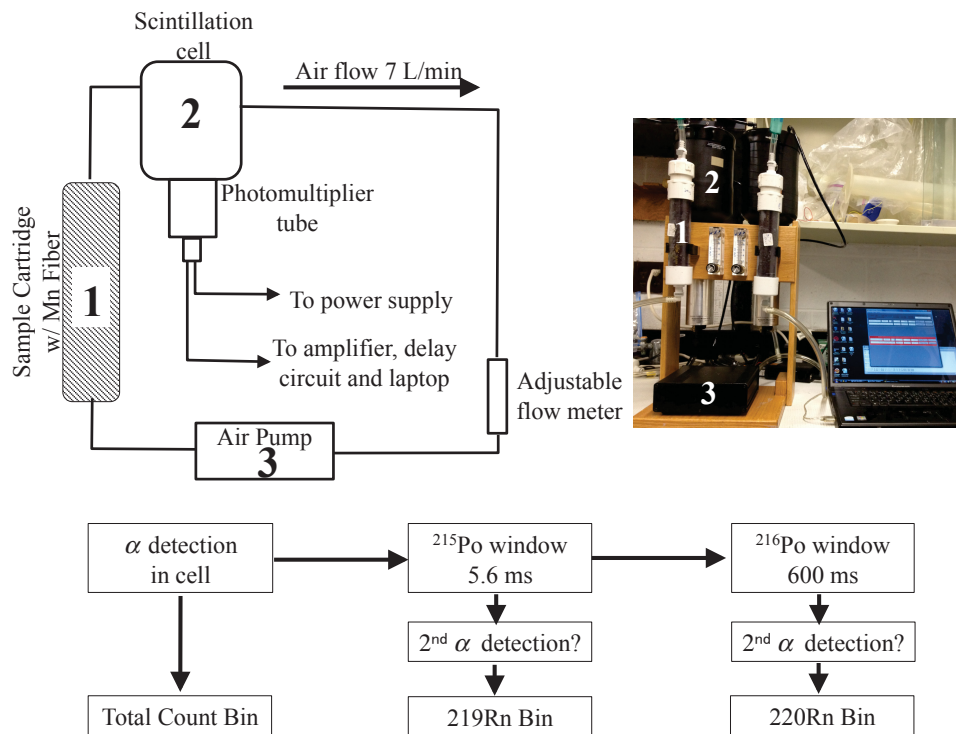 Scintillation
cell
Air flow 7 L/min
2
Photomultiplier
tube
Sample Cartridge
w/ Mn Fiber
1
To power supply
To amplifier, delay
circuit and laptop
Adjustable
flow meter
Air Pump
3
2
1
3
α detection
in cell
²¹⁵Po window
5.6 ms
²¹⁶Po window
600 ms
2ⁿᵈ α detection?
2ⁿᵈ α detection?
Total Count Bin
219Rn Bin
220Rn Bin